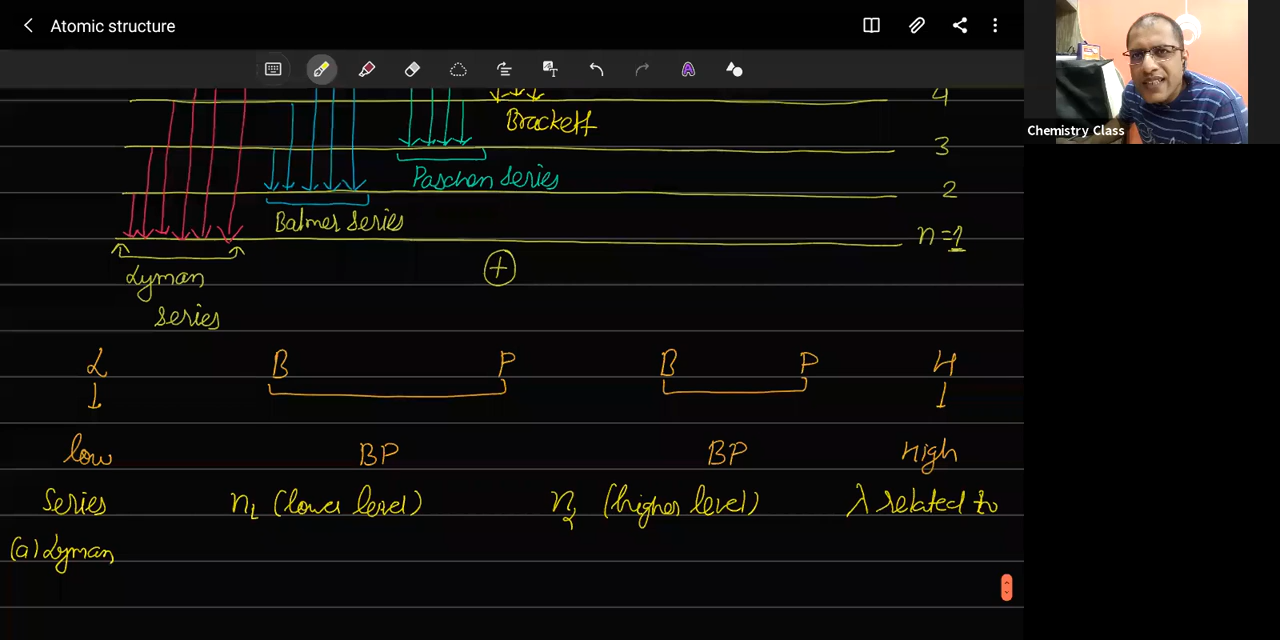 Atomic structure
Chemistry Class
4
Brackett
3
Paschen Series
2
Balmer Series
n = 1
Lyman
Series
+
L B P B P H
low BP BP High
Series n1 (lower level) n2 (higher level) λ related to
(a) Lyman